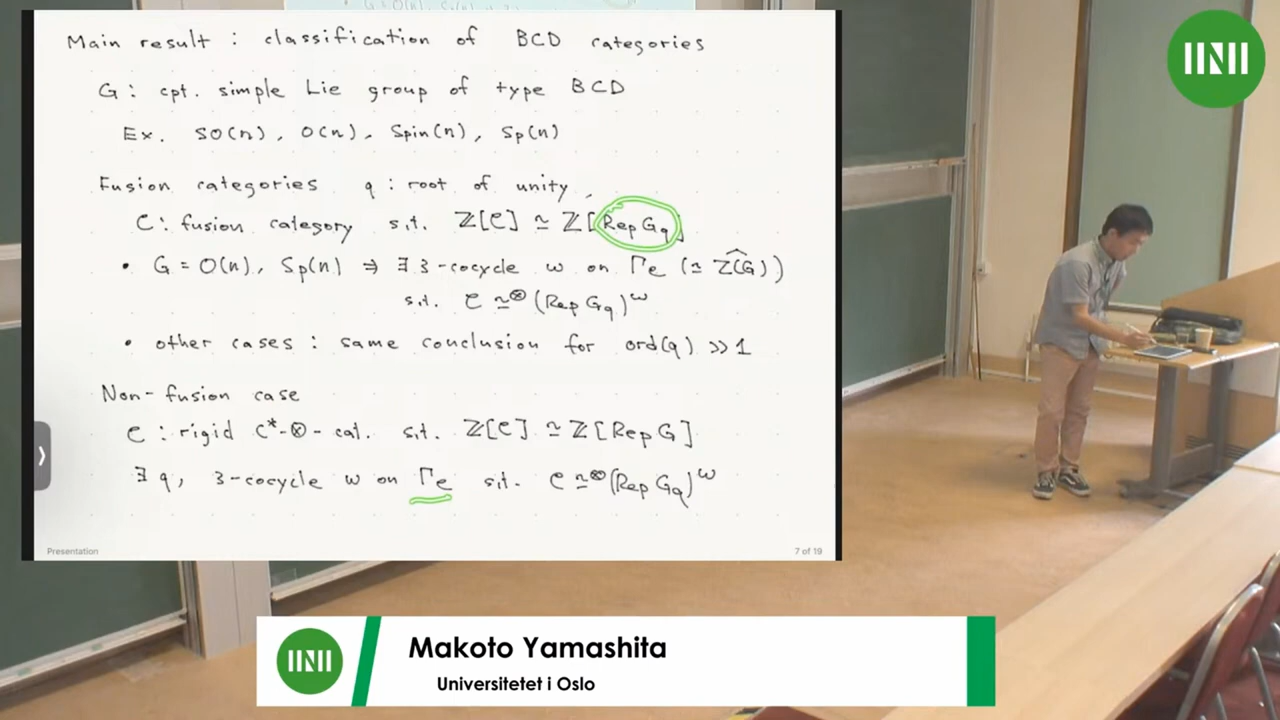 G = O(n), Sp(n)
Main result : classification of BCD categories
G : cpt. simple Lie group of type BCD
Ex. SO(n), O(n), Spin(n), Sp(n)
Fusion categories q : root of unity,
C : fusion category s.t. ℤ[C] ≃ ℤ[Rep G_q]
• G = O(n), Sp(n) ⇒ ∃ 3-cocycle ω on Γ_C (≃ \widehat{Z(G)})
s.t. C ≃^⊗ (Rep G_q)^ω
• other cases : same conclusion for ord(q) ≫ 1
Non-fusion case
C : rigid C*-⊗-cat. s.t. ℤ[C] ≃ ℤ[Rep G].
∃ q, 3-cocycle ω on Γ_C s.t. C ≃^⊗ (Rep G_q)^ω
Presentation 7 of 19
Makoto Yamashita
Universitetet i Oslo